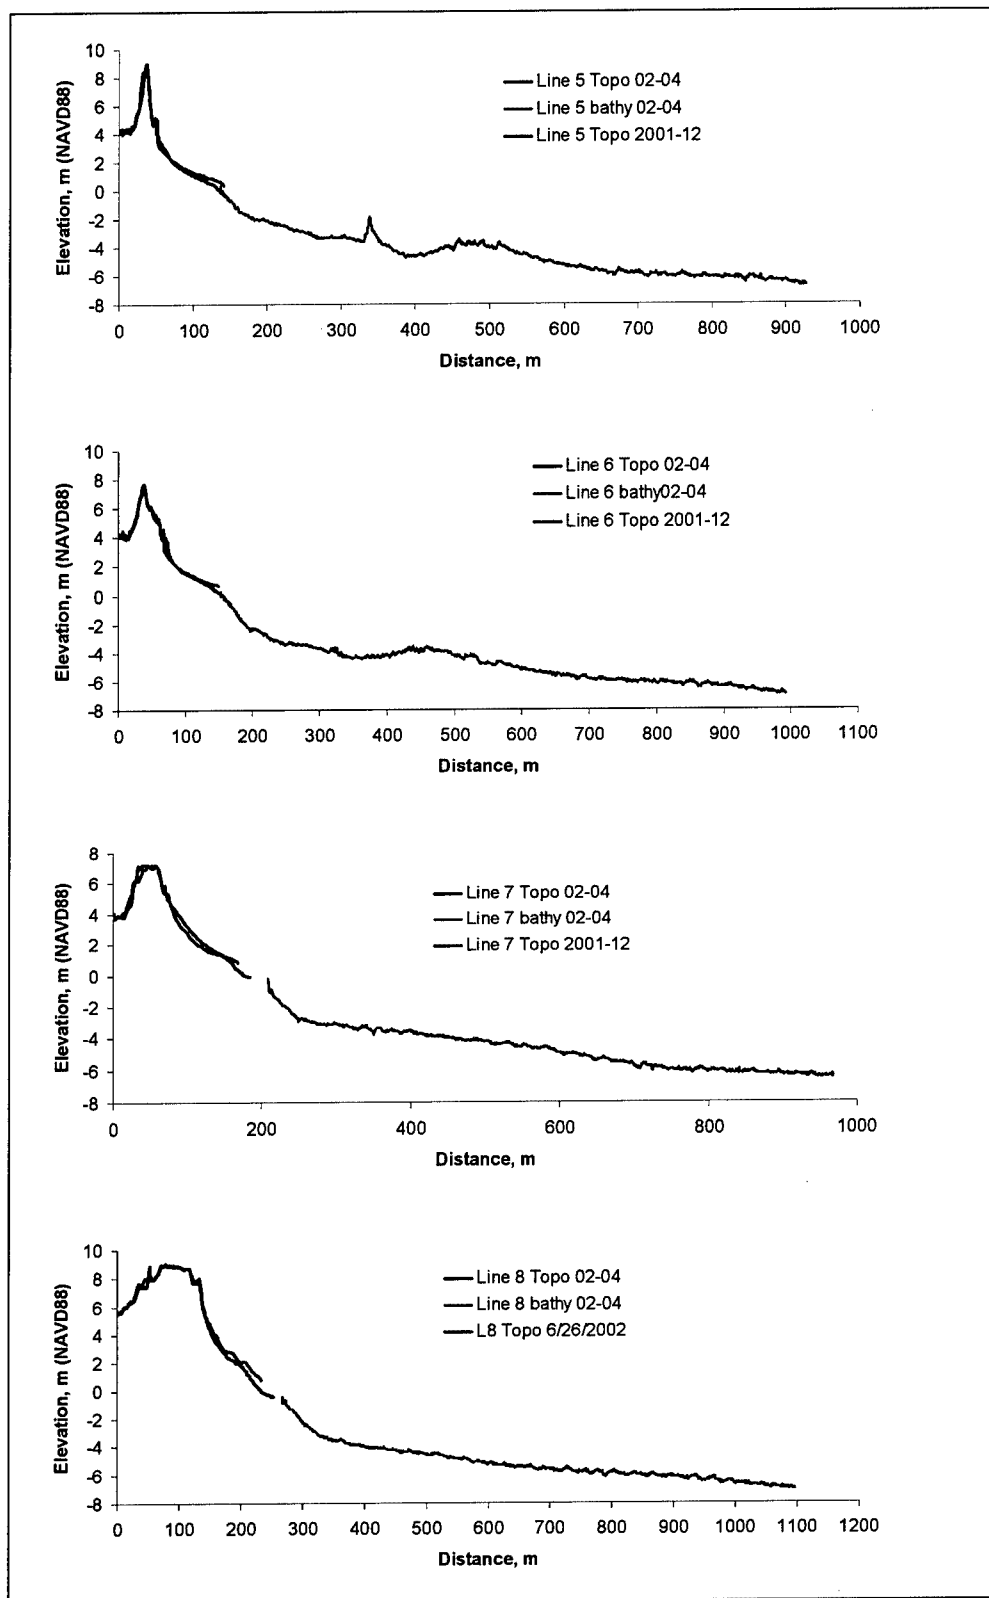 10
8
6
4
2
0
-2
-4
-6
-8
Elevation, m (NAVD88)
Line 5 Topo 02-04
Line 5 bathy 02-04
Line 5 Topo 2001-12
0 100 200 300 400 500 600 700 800 900 1000
Distance, m
10
8
6
4
2
0
-2
-4
-6
-8
Elevation, m (NAVD88)
Line 6 Topo 02-04
Line 6 bathy02-04
Line 6 Topo 2001-12
0 100 200 300 400 500 600 700 800 900 1000 1100
Distance, m
8
6
4
2
0
-2
-4
-6
-8
Elevation, m (NAVD88)
Line 7 Topo 02-04
Line 7 bathy 02-04
Line 7 Topo 2001-12
0 200 400 600 800 1000
Distance, m
10
8
6
4
2
0
-2
-4
-6
-8
Elevation, m (NAVD88)
Line 8 Topo 02-04
Line 8 bathy 02-04
L8 Topo 6/26/2002
0 100 200 300 400 500 600 700 800 900 1000 1100 1200
Distance, m